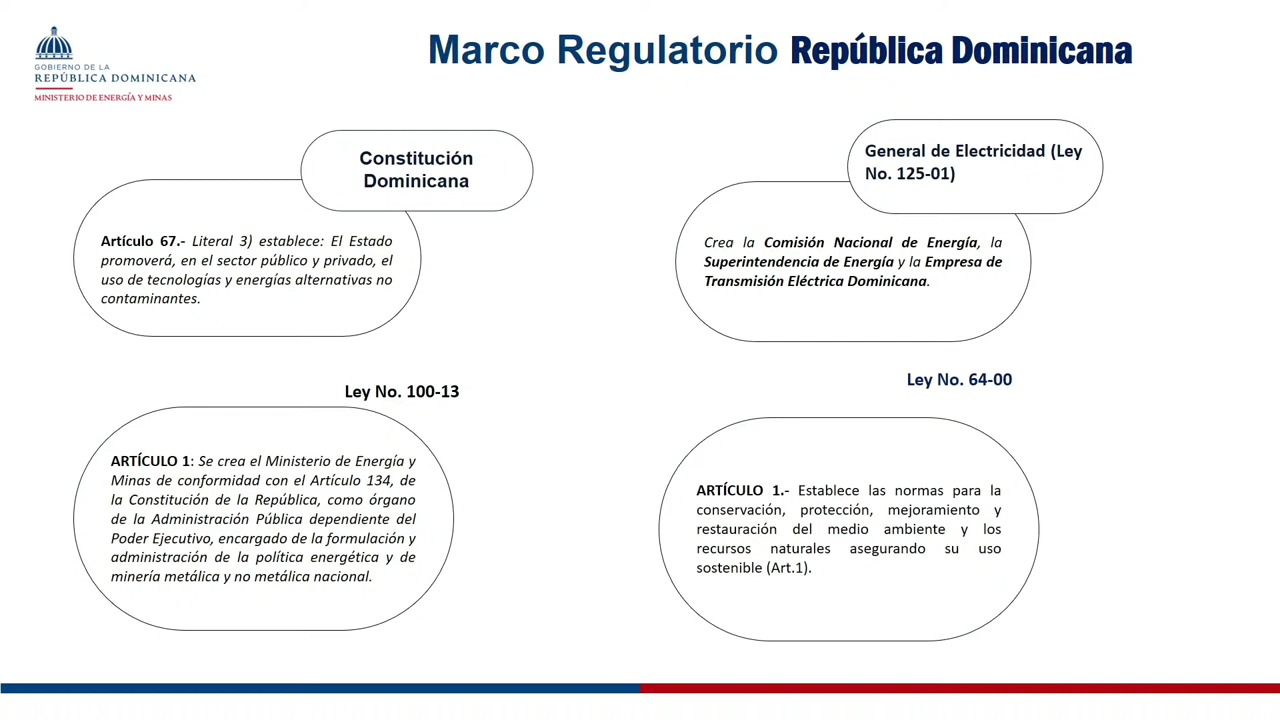 GOBIERNO DE LA
REPÚBLICA DOMINICANA
MINISTERIO DE ENERGÍA Y MINAS
Marco Regulatorio República Dominicana
Constitución
Dominicana
Artículo 67.- Literal 3) establece: El Estado
promoverá, en el sector público y privado, el
uso de tecnologías y energías alternativas no
contaminantes.
General de Electricidad (Ley
No. 125-01)
Crea la Comisión Nacional de Energía, la
Superintendencia de Energía y la Empresa de
Transmisión Eléctrica Dominicana.
Ley No. 100-13
ARTÍCULO 1: Se crea el Ministerio de Energía y
Minas de conformidad con el Artículo 134, de
la Constitución de la República, como órgano
de la Administración Pública dependiente del
Poder Ejecutivo, encargado de la formulación y
administración de la política energética y de
minería metálica y no metálica nacional.
Ley No. 64-00
ARTÍCULO 1.- Establece las normas para la
conservación, protección, mejoramiento y
restauración del medio ambiente y los
recursos naturales asegurando su uso
sostenible (Art.1).